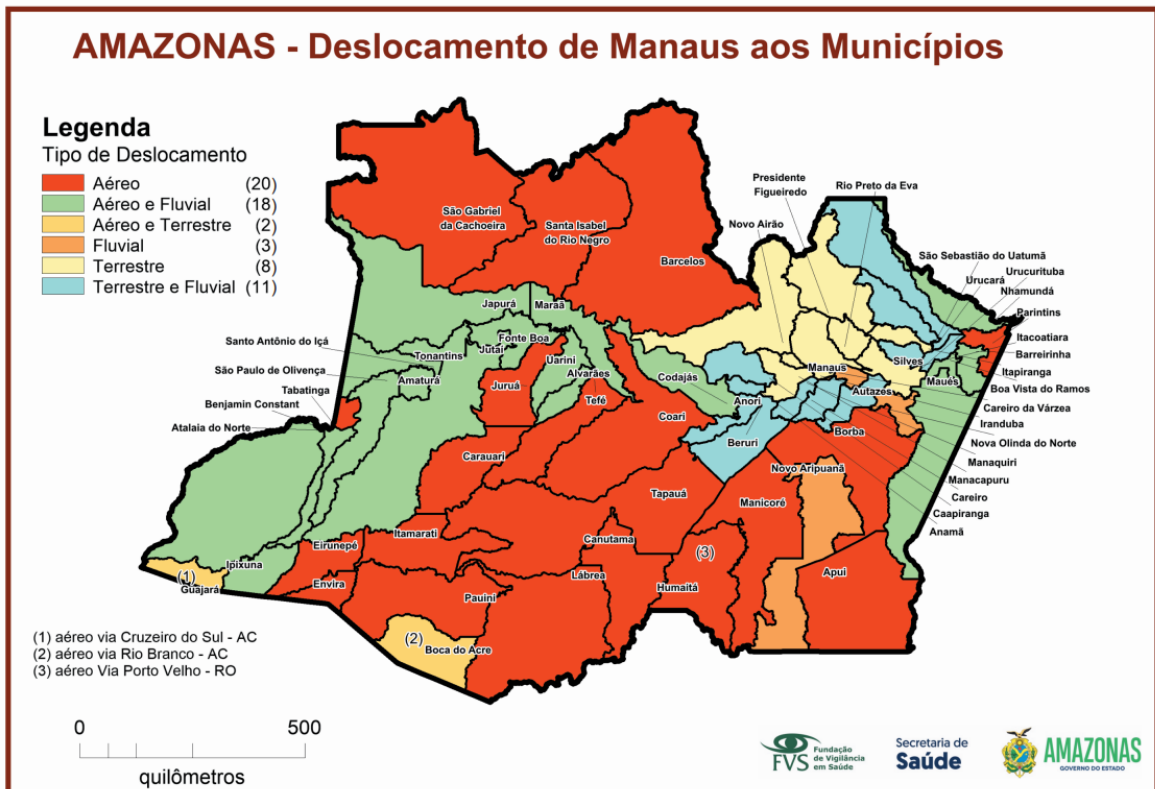 AMAZONAS - Deslocamento de Manaus aos Municípios
Legenda
Tipo de Deslocamento
Aéreo (20)
Aéreo e Fluvial (18)
Aéreo e Terrestre (2)
Fluvial (3)
Terrestre (8)
Terrestre e Fluvial (11)
Presidente
Figueiredo
Rio Preto da Eva
Novo Airão
São Gabriel
da Cachoeira
Santa Isabel
do Rio Negro
Barcelos
São Sebastião do Uatumã
Urucurituba
Urucará
Nhamundá
Parintins
Japurá
Maraã
Fonte Boa
Santo Antônio do Içá
Tonantins
Jutaí
Uarini
Itacoatiara
Silves
Barreirinha
Manaus
Itapiranga
São Paulo de Olivença
Amaturá
Alvarães
Codajás
Maués
Boa Vista do Ramos
Tabatinga
Juruá
Tefé
Anori
Autazes
Careiro da Várzea
Benjamin Constant
Coari
Iranduba
Atalaia do Norte
Borba
Nova Olinda do Norte
Beruri
Carauari
Manaquiri
Novo Aripuanã
Manacapuru
Tapauá
Manicoré
Careiro
Caapiranga
Anamã
Itamarati
Canutama
Eirunepé
(3)
Ipixuna
(1)
Guajará
Envira
Lábrea
Humaitá
Apui
Pauini
(2)
Boca do Acre
(1) aéreo via Cruzeiro do Sul - AC
(2) aéreo via Rio Branco - AC
(3) aéreo Via Porto Velho - RO
0 500
quilômetros
FVS
Fundação
de Vigilância
em Saúde
Secretaria de
Saúde
AMAZONAS
GOVERNO DO ESTADO